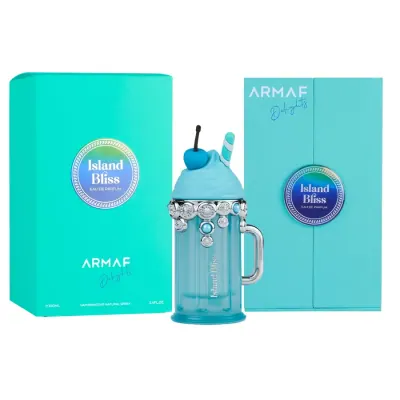 Island
Bliss
EAU DE PARFUM
ARMAF
Delights
Island Bliss
ARMAF
Delights
Island
Bliss
EAU DE PARFUM